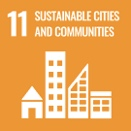 11 SUSTAINABLE CITIES
AND COMMUNITIES